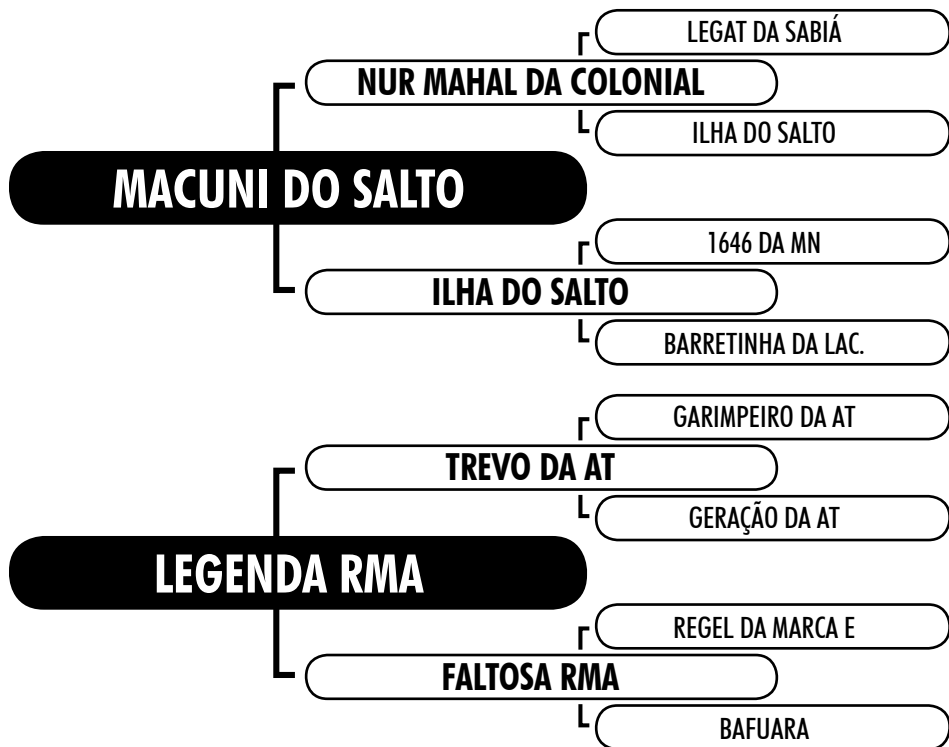 LEGAT DA SABIÁ
NUR MAHAL DA COLONIAL
ILHA DO SALTO
MACUNI DO SALTO
1646 DA MN
ILHA DO SALTO
BARRETINHA DA LAC.
GARIMPEIRO DA AT
TREVO DA AT
GERAÇÃO DA AT
LEGENDA RMA
REGEL DA MARCA E
FALTOSA RMA
BAFUARA